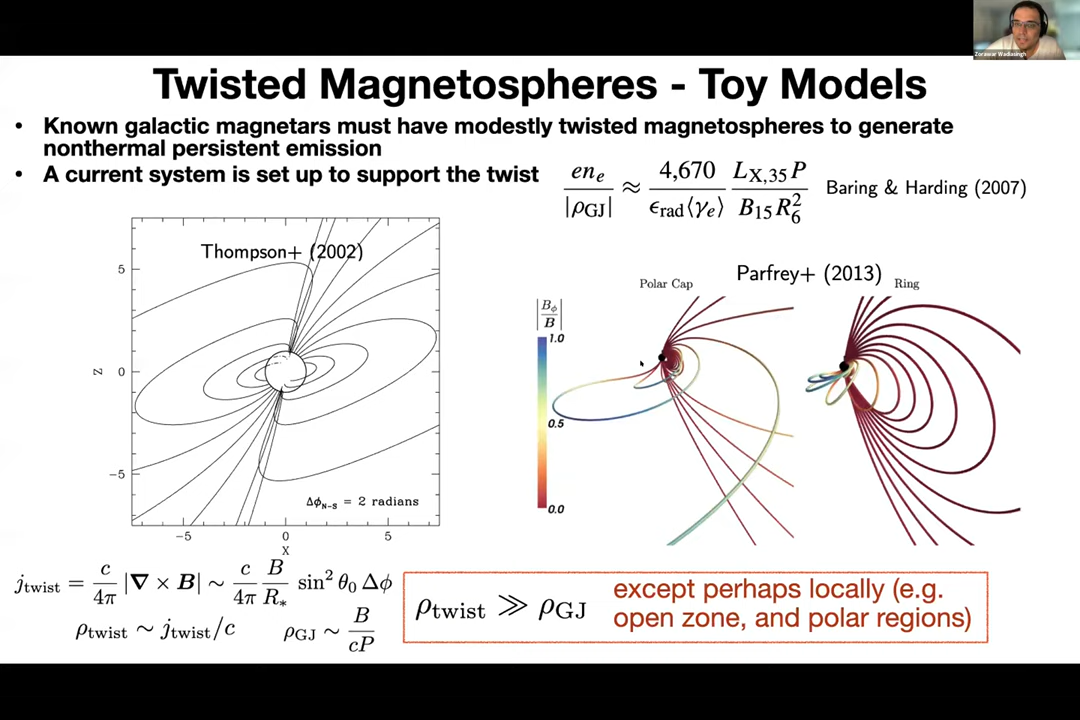 Zorawar Wadiasingh
Twisted Magnetospheres - Toy Models
• Known galactic magnetars must have modestly twisted magnetospheres to generate
nonthermal persistent emission
• A current system is set up to support the twist
en_e / |ρ_GJ| ≈ 4,670 / (ϵ_rad⟨γ_e⟩) L_X,35 P / (B_15 R_6^2)
Baring & Harding (2007)
Thompson+ (2002)
5
0
−5
Z
−5 0 5
X
Δϕ_N-S = 2 radians
Parfrey+ (2013)
Polar Cap
Ring
|B_ϕ / B|
1.0
0.5
0.0
j_twist = c/4π |∇ × B| ∼ c/4π B/R_* sin² θ_0 Δϕ
ρ_twist ∼ j_twist/c
ρ_GJ ∼ B/cP
ρ_twist ≫ ρ_GJ
except perhaps locally (e.g.
open zone, and polar regions)